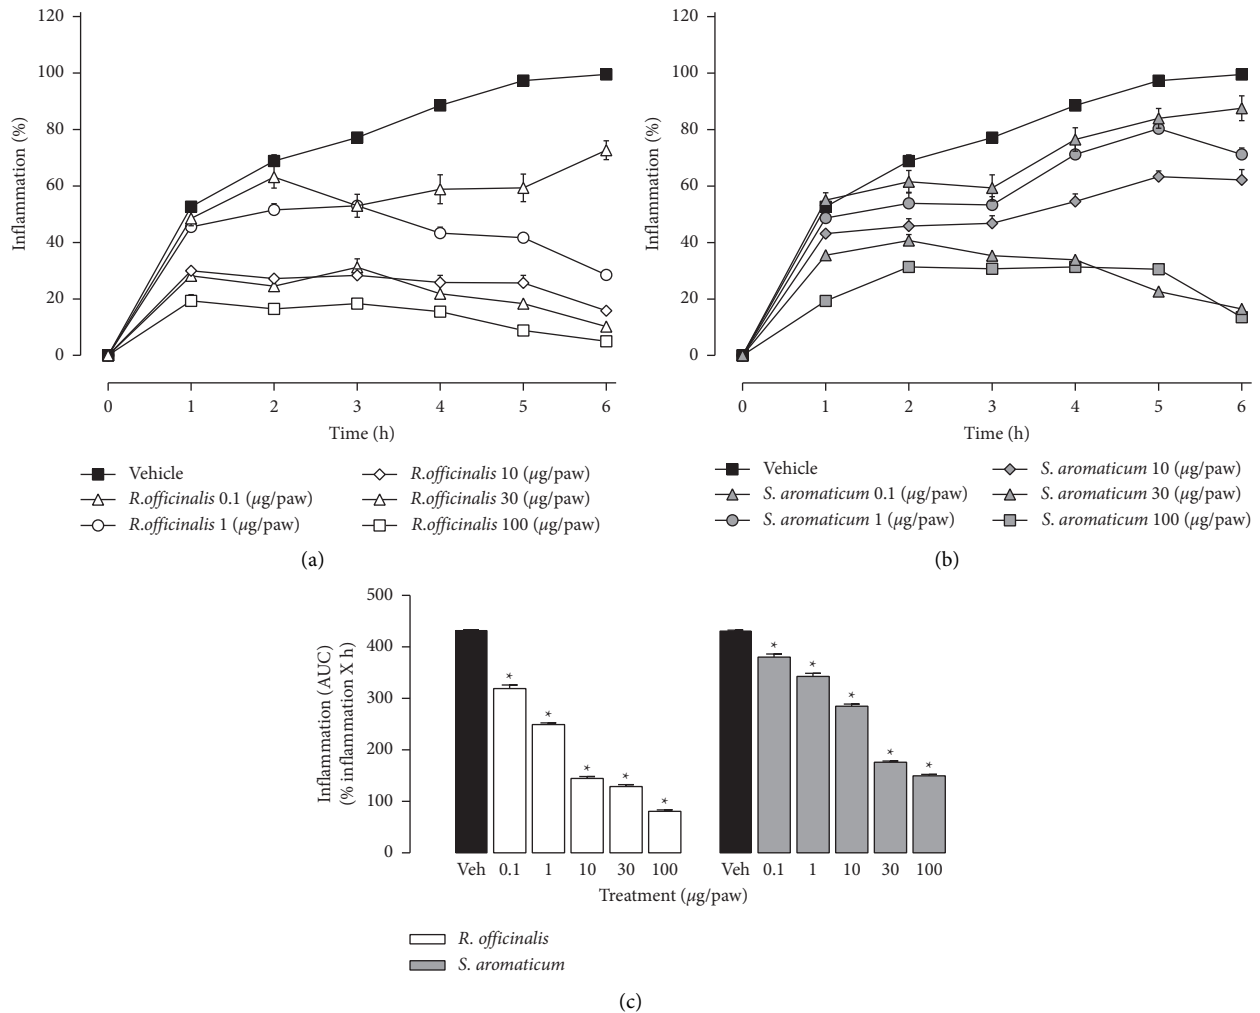 120
100
80
60
40
20
0
Inflammation (%)
0 1 2 3 4 5 6
Time (h)
Vehicle
R.officinalis 0.1 (µg/paw)
R.officinalis 1 (µg/paw)
R.officinalis 10 (µg/paw)
R.officinalis 30 (µg/paw)
R.officinalis 100 (µg/paw)
(a)
120
100
80
60
40
20
0
Inflammation (%)
0 1 2 3 4 5 6
Time (h)
Vehicle
S. aromaticum 0.1 (µg/paw)
S. aromaticum 1 (µg/paw)
S. aromaticum 10 (µg/paw)
S. aromaticum 30 (µg/paw)
S. aromaticum 100 (µg/paw)
(b)
500
400
300
200
100
0
Inflammation (AUC)
(% inflammation X h)
* * * * * * * * * *
Veh 0.1 1 10 30 100 Veh 0.1 1 10 30 100
Treatment (µg/paw)
R. officinalis
S. aromaticum
(c)